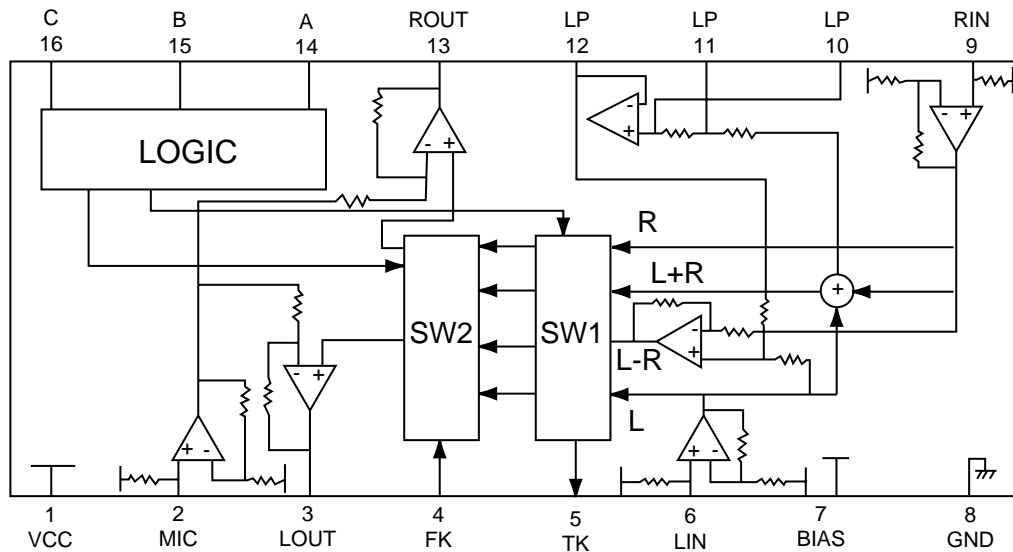 C B A ROUT LP LP LP RIN
16 15 14 13 12 11 10 9
LOGIC
- +
-
+
- +
R
L+R
+
SW2
SW1
-
+
L-R
- +
L
+ -
+ -
1 2 3 4 5 6 7 8
VCC MIC LOUT FK TK LIN BIAS GND